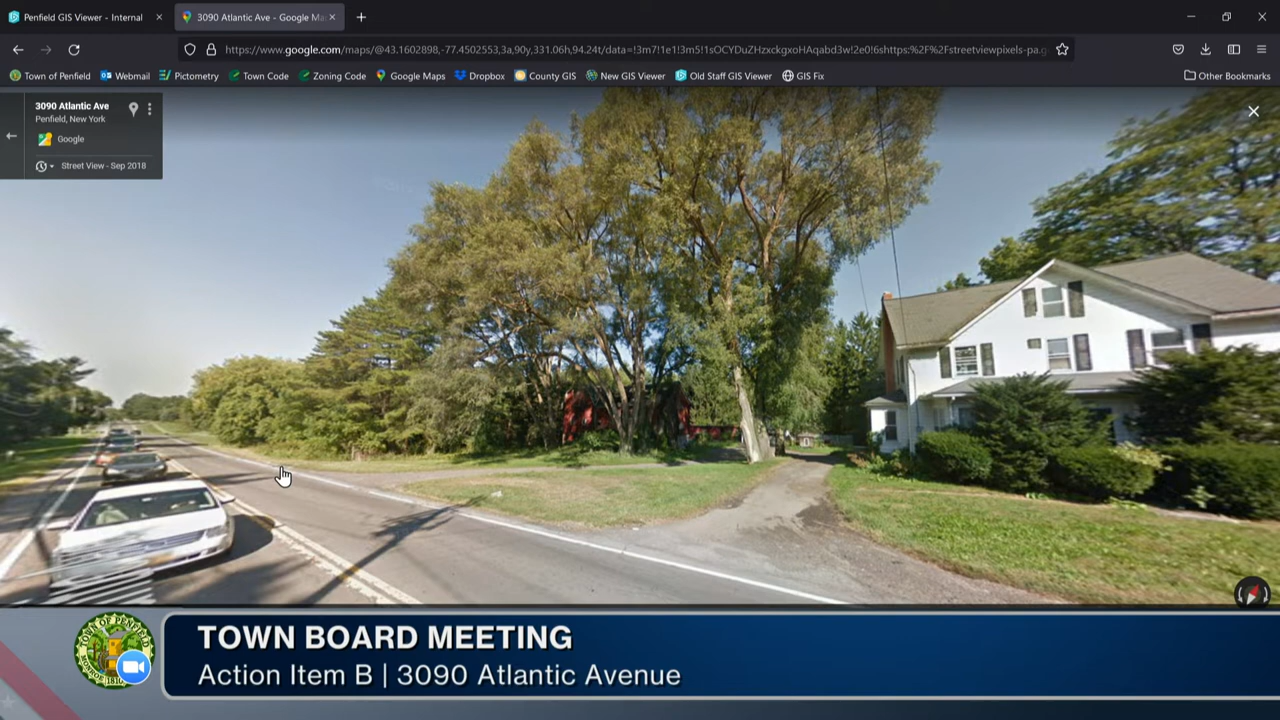 Penfield GIS Viewer - Internal
3090 Atlantic Ave - Google Ma
https://www.google.com/maps/@43.1602898,-77.4502553,3a,90y,331.06h,94.24t/data=!3m7!1e1!3m5!1sOCYDuZHzxckgxoHAqabd3w!2e0!6shttps:%2F%2Fstreetviewpixels-pa.g
Town of Penfield Webmail Pictometry Town Code Zoning Code Google Maps Dropbox County GIS New GIS Viewer Old Staff GIS Viewer GIS Fix Other Bookmarks
3090 Atlantic Ave
Penfield, New York
Google
Street View - Sep 2018
TOWN OF PENFIELD
1810
TOWN BOARD MEETING
Action Item B | 3090 Atlantic Avenue